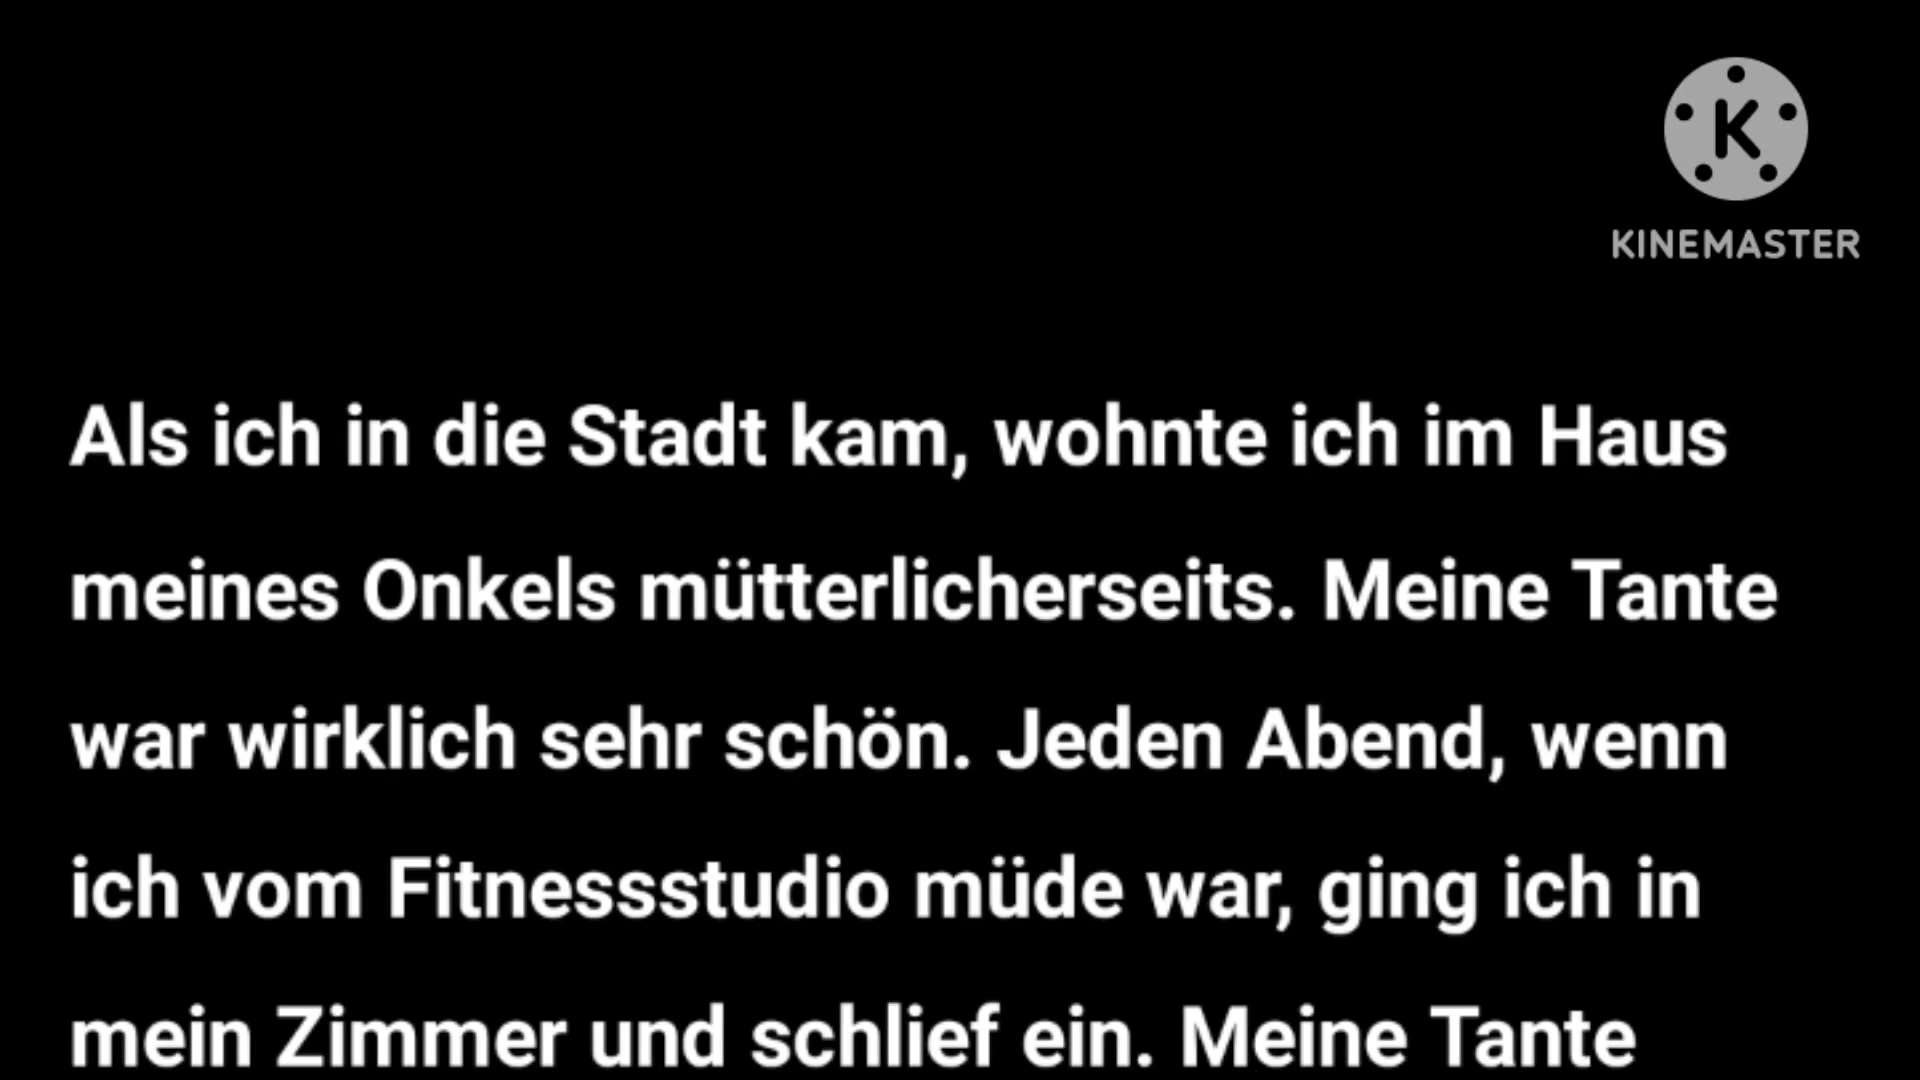 KINEMASTER
Als ich in die Stadt kam, wohnte ich im Haus
meines Onkels mütterlicherseits. Meine Tante
war wirklich sehr schön. Jeden Abend, wenn
ich vom Fitnessstudio müde war, ging ich in
mein Zimmer und schlief ein. Meine Tante